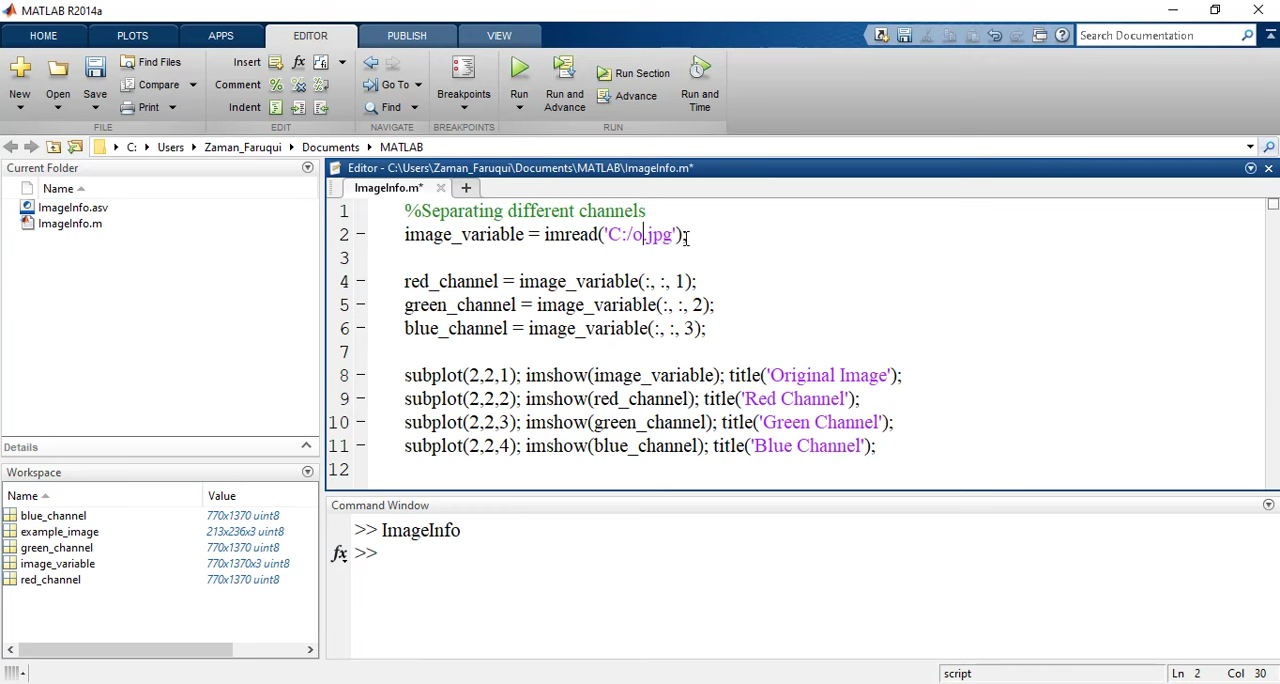 MATLAB R2014a
HOME PLOTS APPS EDITOR PUBLISH VIEW Search Documentation
New Open Save Find Files Compare Print
Insert Comment Indent
Go To Find
Breakpoints
Run Run and Advance Run Section Advance Run and Time
FILE EDIT NAVIGATE BREAKPOINTS RUN
C: Users Zaman_Faruqui Documents MATLAB
Current Folder
Name
ImageInfo.asv
ImageInfo.m
Details
Workspace
Name Value
blue_channel 770x1370 uint8
example_image 213x236x3 uint8
green_channel 770x1370 uint8
image_variable 770x1370x3 uint8
red_channel 770x1370 uint8
Editor - C:\Users\Zaman_Faruqui\Documents\MATLAB\ImageInfo.m*
ImageInfo.m*
1 %Separating different channels
2 image_variable = imread('C:/o.jpg');
3
4 red_channel = image_variable(:, :, 1);
5 green_channel = image_variable(:, :, 2);
6 blue_channel = image_variable(:, :, 3);
7
8 subplot(2,2,1); imshow(image_variable); title('Original Image');
9 subplot(2,2,2); imshow(red_channel); title('Red Channel');
10 subplot(2,2,3); imshow(green_channel); title('Green Channel');
11 subplot(2,2,4); imshow(blue_channel); title('Blue Channel');
12
Command Window
>> ImageInfo
fx >>
script Ln 2 Col 30